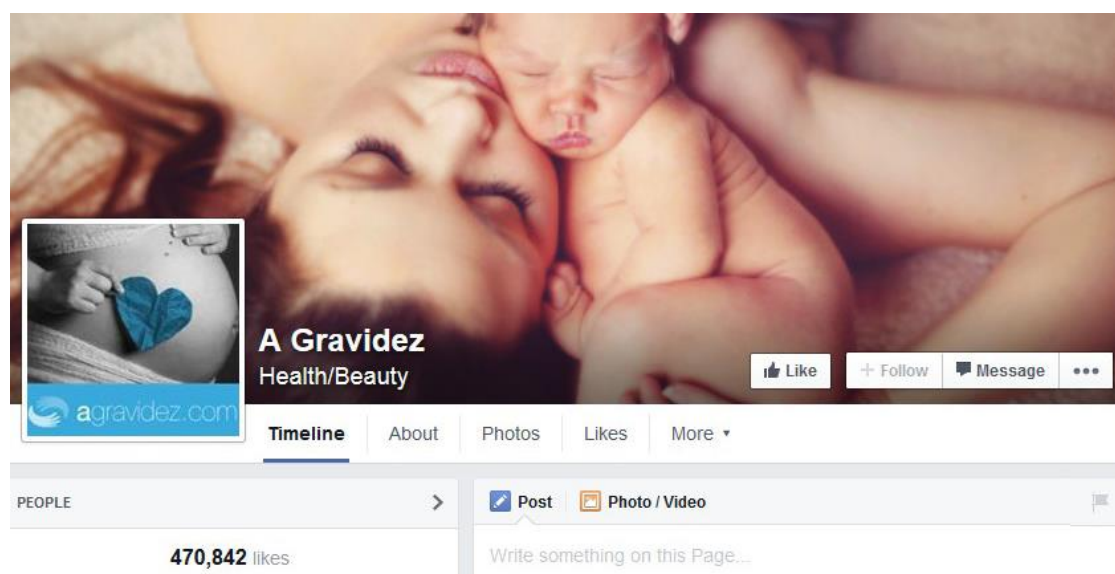 A Gravidez
Health/Beauty
Like
Follow
Message
agravidez.com
Timeline
About
Photos
Likes
More
PEOPLE
Post
Photo / Video
470,842 likes
Write something on this Page...